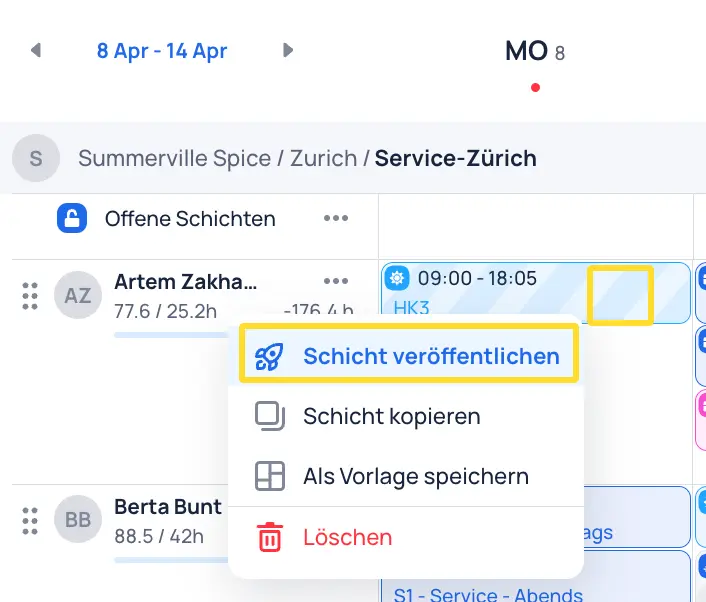 8 Apr - 14 Apr
MO 8
S Summerville Spice / Zurich / Service-Zürich
Offene Schichten
AZ Artem Zakha...
77.6 / 25.2h -176.4 h
09:00 - 18:05
HK3
Schicht veröffentlichen
Schicht kopieren
Als Vorlage speichern
Löschen
BB Berta Bunt
88.5 / 42h
ags
S1 - Service - Abends